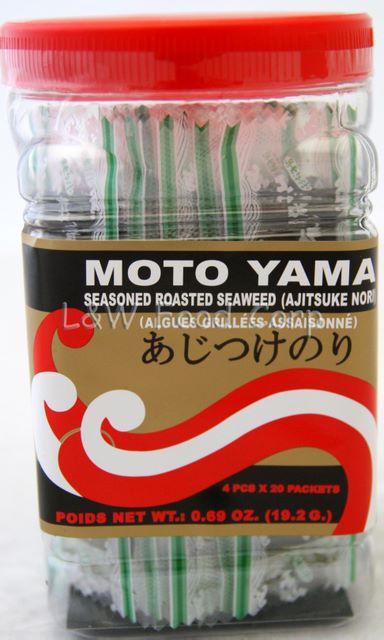 MOTO YAMA
SEASONED ROASTED SEAWEED (AJITSUKE NORI)
L&W Food Corp
(ALGUES GRILLÉES ASSAISONNÉ)
あじつけのり
4 PCS X 20 PACKETS
POIDS NET WT.: 0.69 OZ. (19.2 G.)